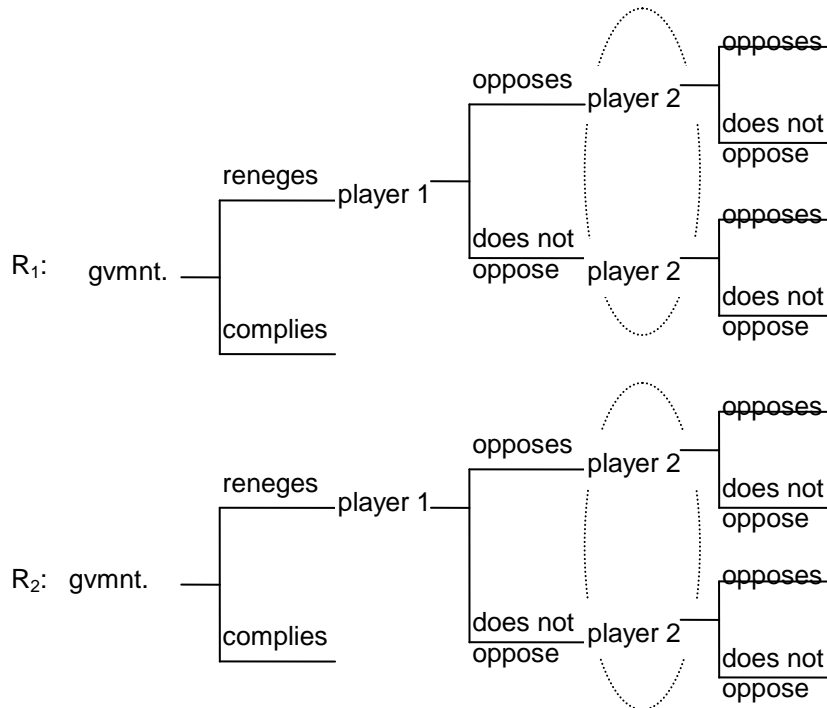 opposes
opposes
player 2
does not
oppose
reneges
player 1
opposes
does not
oppose
player 2
R₁:
gvmnt.
does not
oppose
complies
opposes
opposes
player 2
reneges
player 1
does not
oppose
R₂:
gvmnt.
opposes
complies
does not
oppose
player 2
does not
oppose